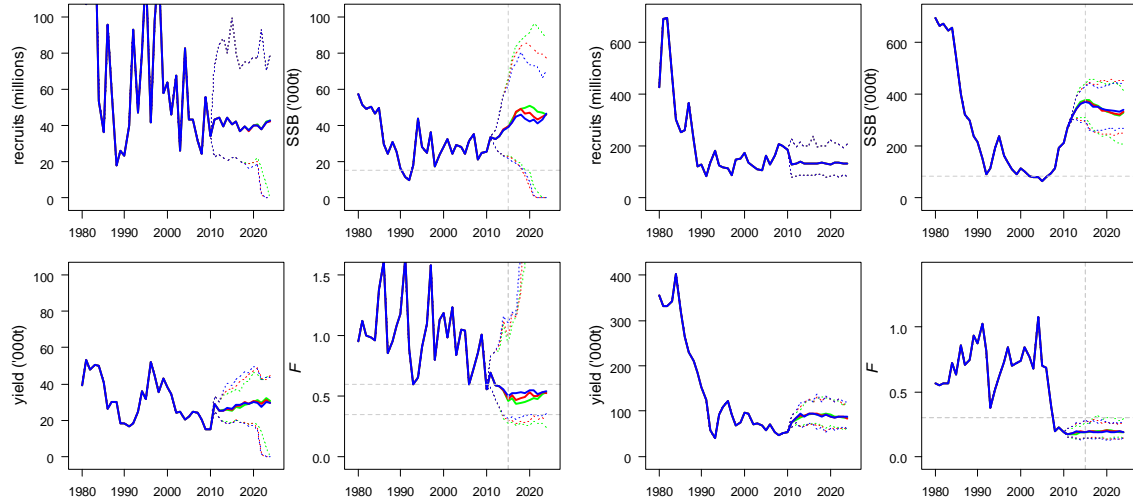 recruits (millions)
0 20 40 60 80 100
1980 1990 2000 2010 2020
SSB ('000t)
0 20 40 60 80 100
1980 1990 2000 2010 2020
recruits (millions)
0 200 400 600
1980 1990 2000 2010 2020
SSB ('000t)
0 200 400 600
1980 1990 2000 2010 2020
yield ('000t)
0 20 40 60 80 100
1980 1990 2000 2010 2020
F
0.0 0.5 1.0 1.5
1980 1990 2000 2010 2020
yield ('000t)
0 100 200 300 400
1980 1990 2000 2010 2020
F
0.0 0.5 1.0
1980 1990 2000 2010 2020